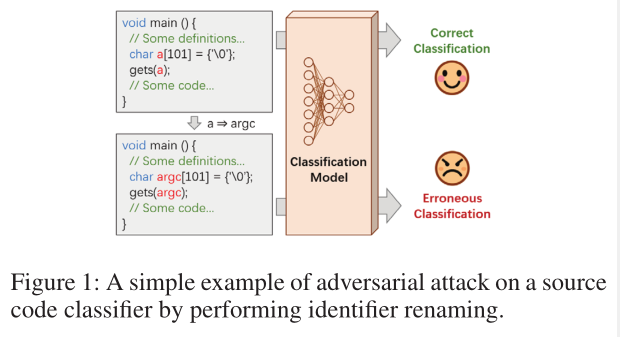 void main () {
// Some definitions...
char a[101] = {'\0'};
gets(a);
// Some code...
}
a ⇒ argc
void main () {
// Some definitions...
char argc[101] = {'\0'};
gets(argc);
// Some code...
}
Classification
Model
Correct
Classification
Erroneous
Classification
Figure 1: A simple example of adversarial attack on a source
code classifier by performing identifier renaming.